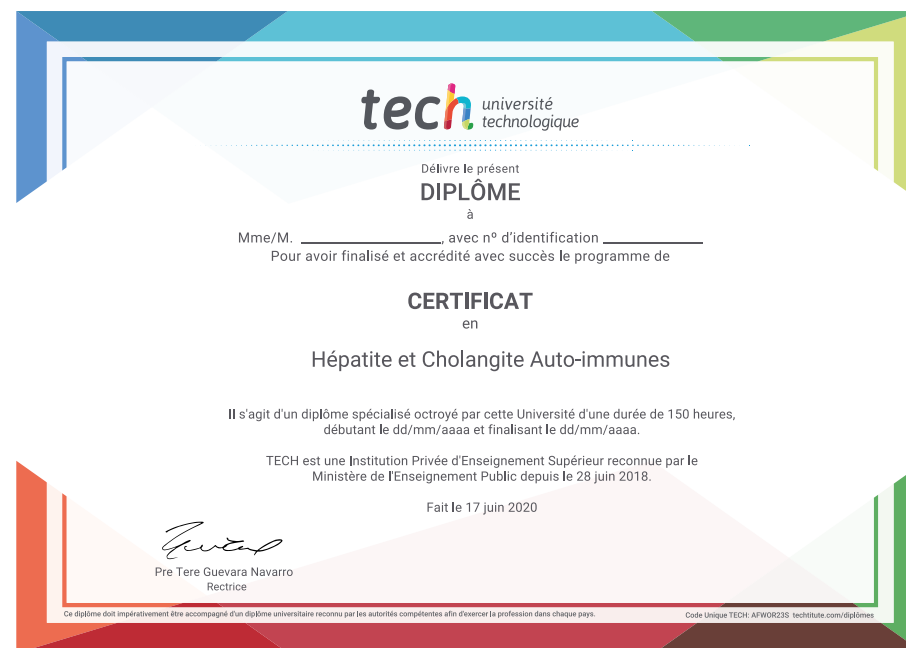 tech université
technologique
Délivre le présent
DIPLÔME
à
Mme/M. ____________________, avec nº d'identification ______________
Pour avoir finalisé et accrédité avec succès le programme de
CERTIFICAT
en
Hépatite et Cholangite Auto-immunes
Il s'agit d'un diplôme spécialisé octroyé par cette Université d'une durée de 150 heures,
débutant le dd/mm/aaaa et finalisant le dd/mm/aaaa.
TECH est une Institution Privée d'Enseignement Supérieur reconnue par le
Ministère de l'Enseignement Public depuis le 28 juin 2018.
Fait le 17 juin 2020
Pre Tere Guevara Navarro
Rectrice
Ce diplôme doit impérativement être accompagné d'un diplôme universitaire reconnu par les autorités compétentes afin d'exercer la profession dans chaque pays.
Code Unique TECH: AFWOR23S techtitute.com/diplômes